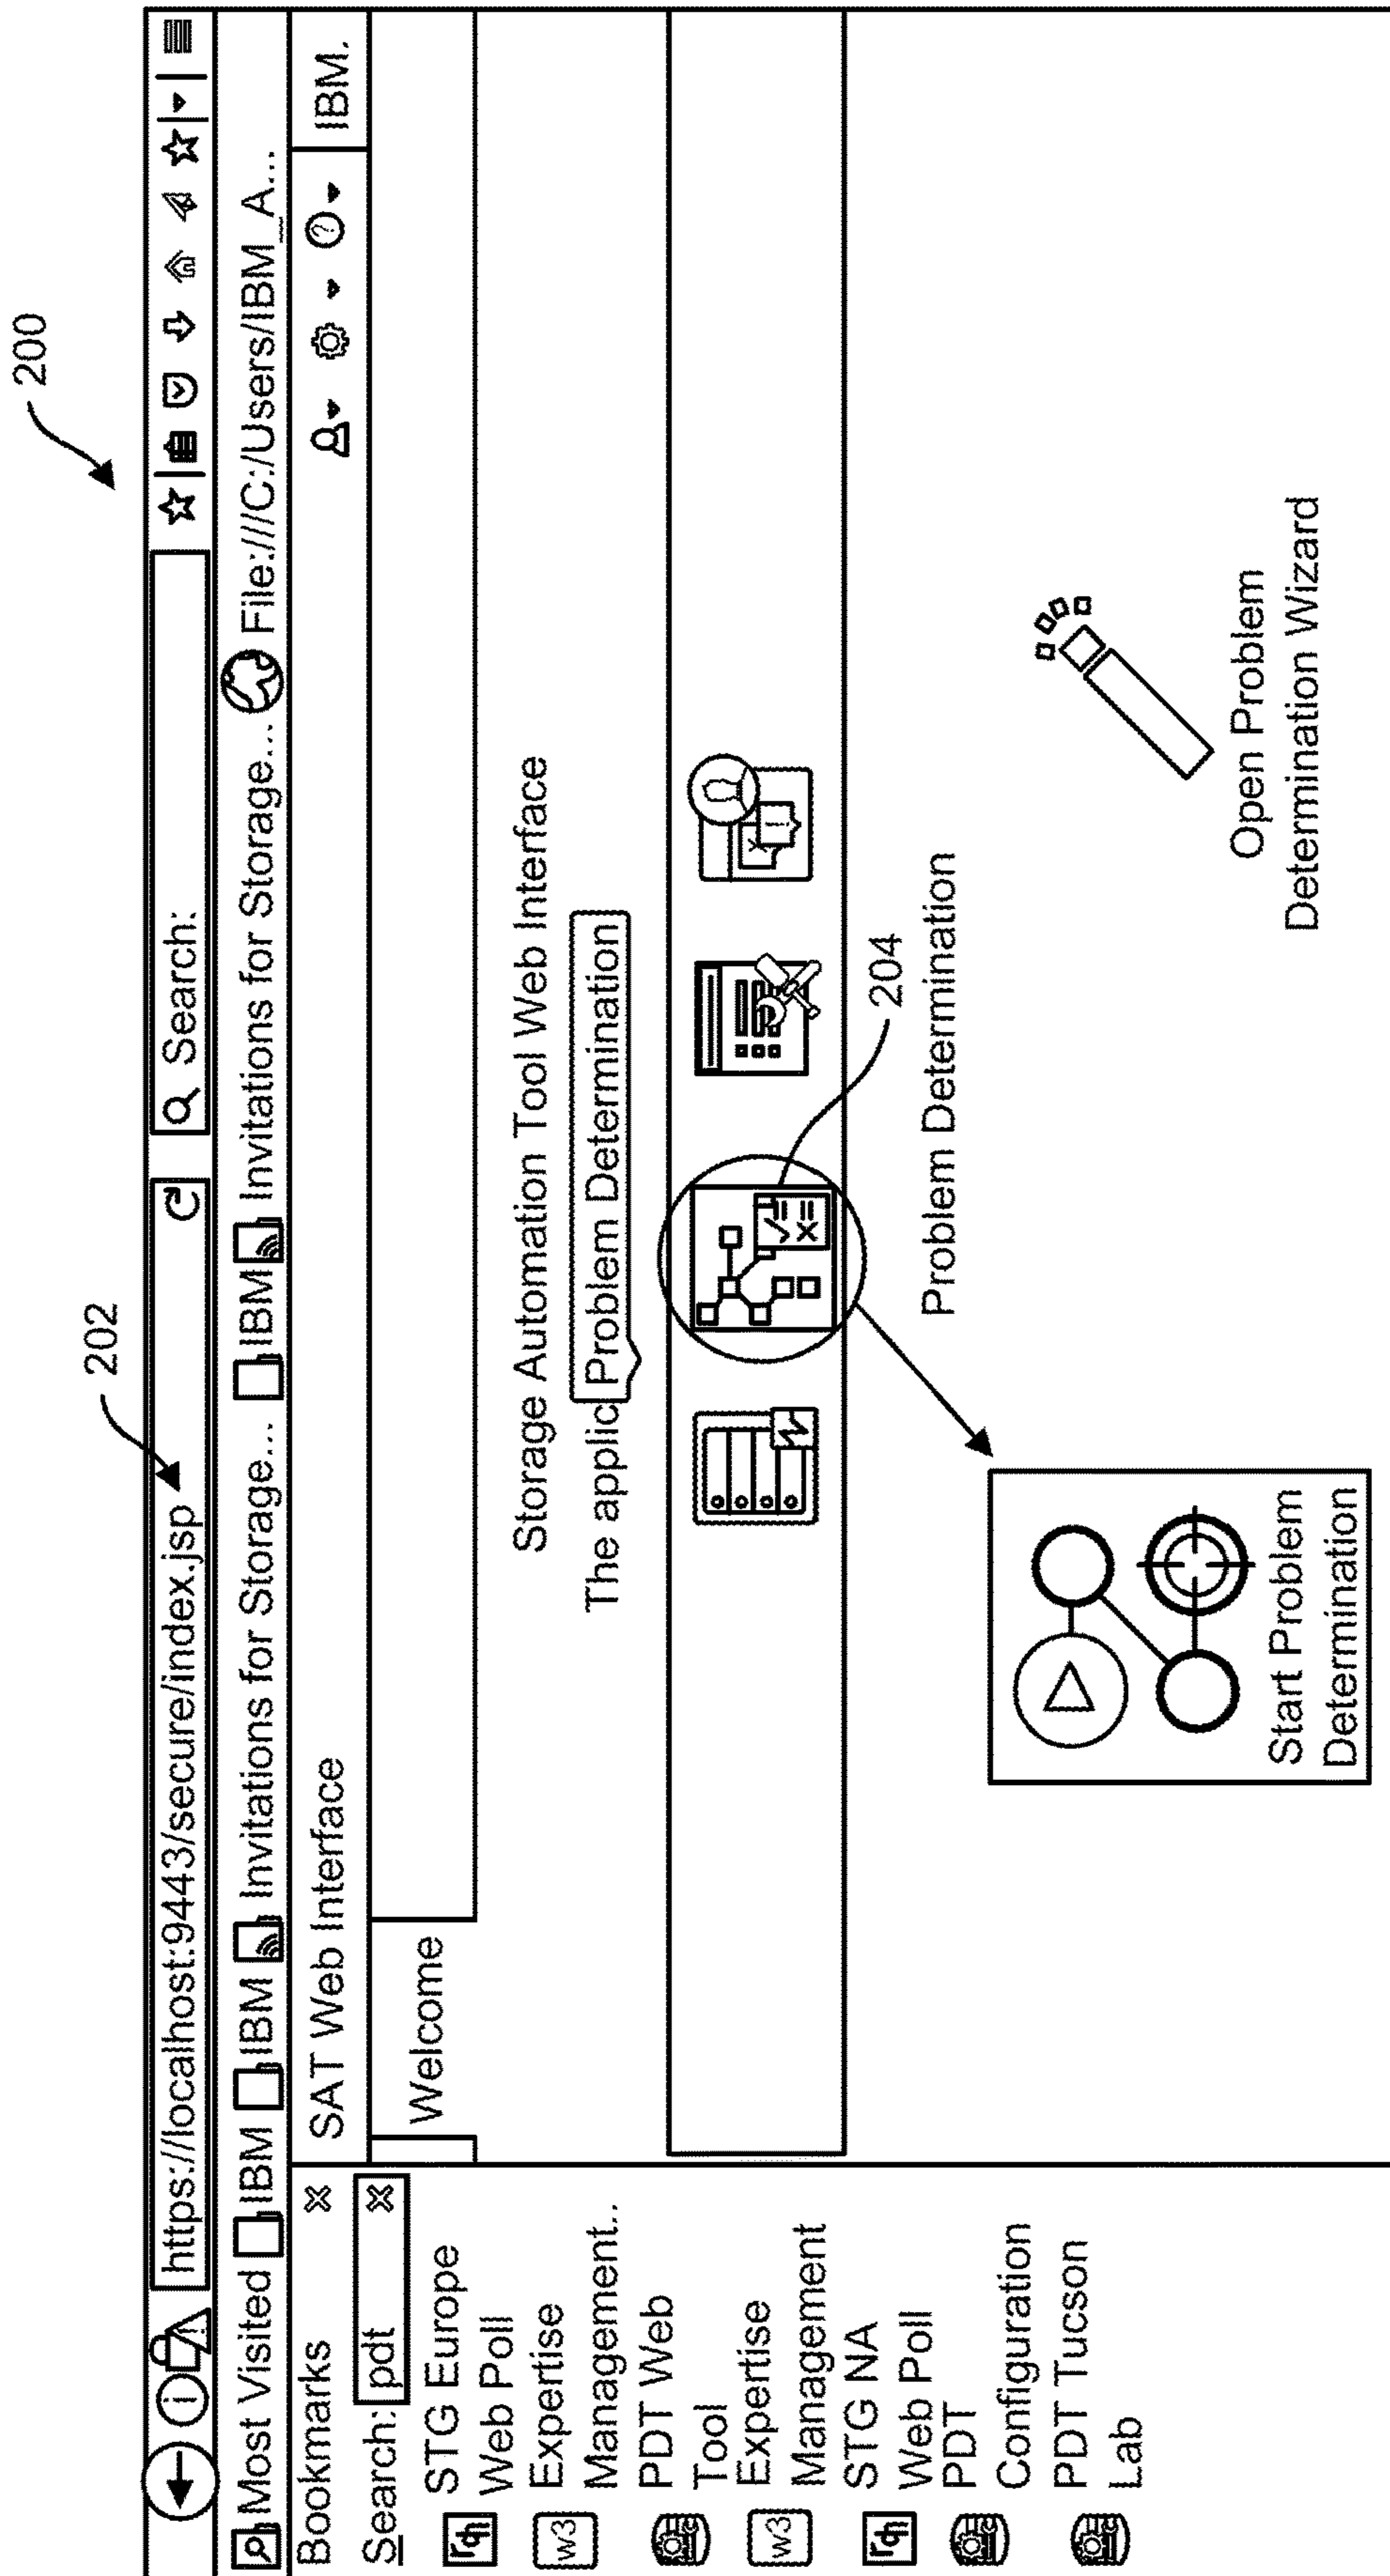 200
202
https://localhost:9443/secure/index.jsp
Search:
Most Visited IBM IBM Invitations for Storage... IBM Invitations for Storage... File:///C:/Users/IBM_A...
Bookmarks
SAT Web Interface
IBM.
Search: pdt
Welcome
STG Europe
Web Poll
Expertise
Management..
PDT Web
Tool
Expertise
Management
STG NA
Web Poll
PDT
Configuration
PDT Tucson
Lab
w3
w3
Storage Automation Tool Web Interface
The applic Problem Determination
204
Problem Determination
Start Problem
Determination
Open Problem
Determination Wizard